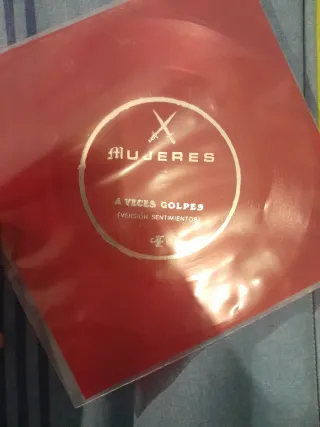 MUJERES
A VECES GOLPES
(VERSIÓN SENTIMIENTOS)